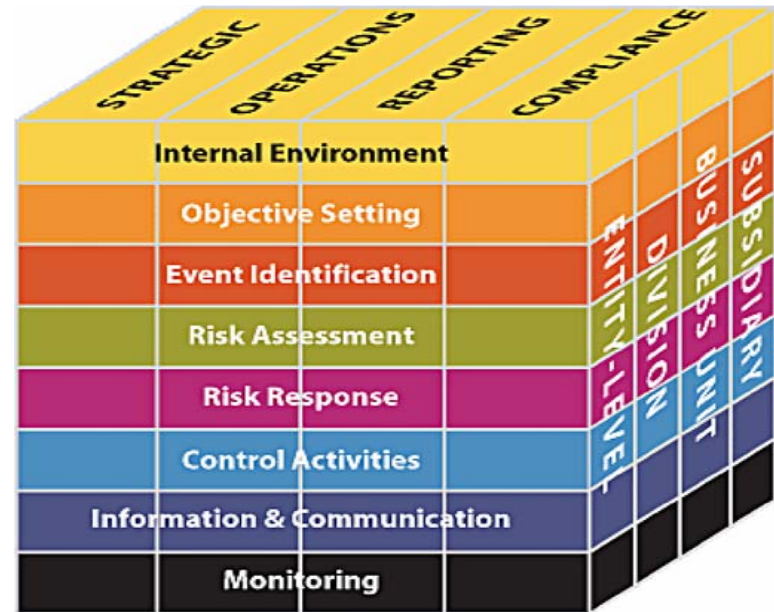 STRATEGIC
OPERATIONS
REPORTING
COMPLIANCE
Internal Environment
Objective Setting
Event Identification
Risk Assessment
Risk Response
Control Activities
Information & Communication
Monitoring
ENTITY-LEVEL
DIVISION
BUSINESS UNIT
SUBSIDIARY